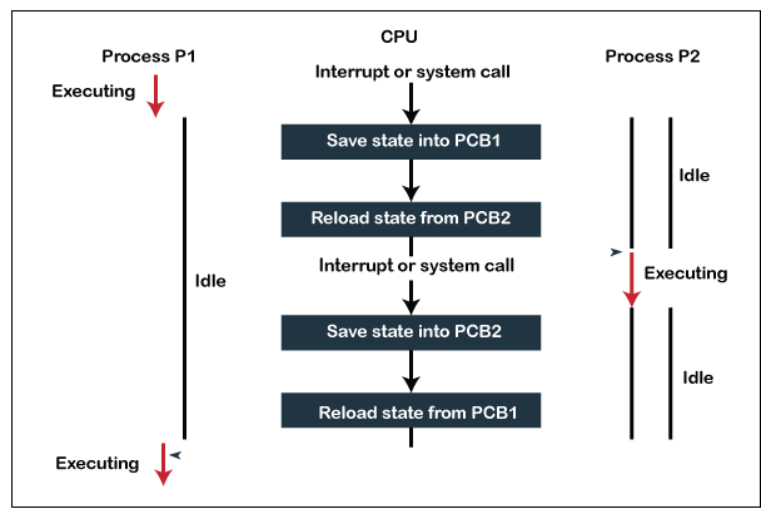 CPU
Process P1
Process P2
Interrupt or system call
Executing
Save state into PCB1
Idle
Reload state from PCB2
Interrupt or system call
Executing
Idle
Save state into PCB2
Idle
Reload state from PCB1
Executing